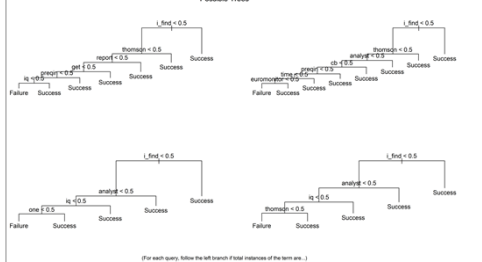 i_find < 0.5
thomson < 0.5
report < 0.5
get < 0.5
preqin < 0.5
iq < 0.5
Failure Success Success Success Success Success Success
i_find < 0.5
thomson < 0.5
analyst < 0.5
cb < 0.5
preqin < 0.5
time < 0.5
euromonitor < 0.5
Failure Success Success Success Success Success Success Success
i_find < 0.5
analyst < 0.5
iq < 0.5
one < 0.5
Failure Success Success Success Success
i_find < 0.5
analyst < 0.5
iq < 0.5
thomson < 0.5
Failure Success Success Success Success
(For each query, follow the left branch if total instances of the term are...)